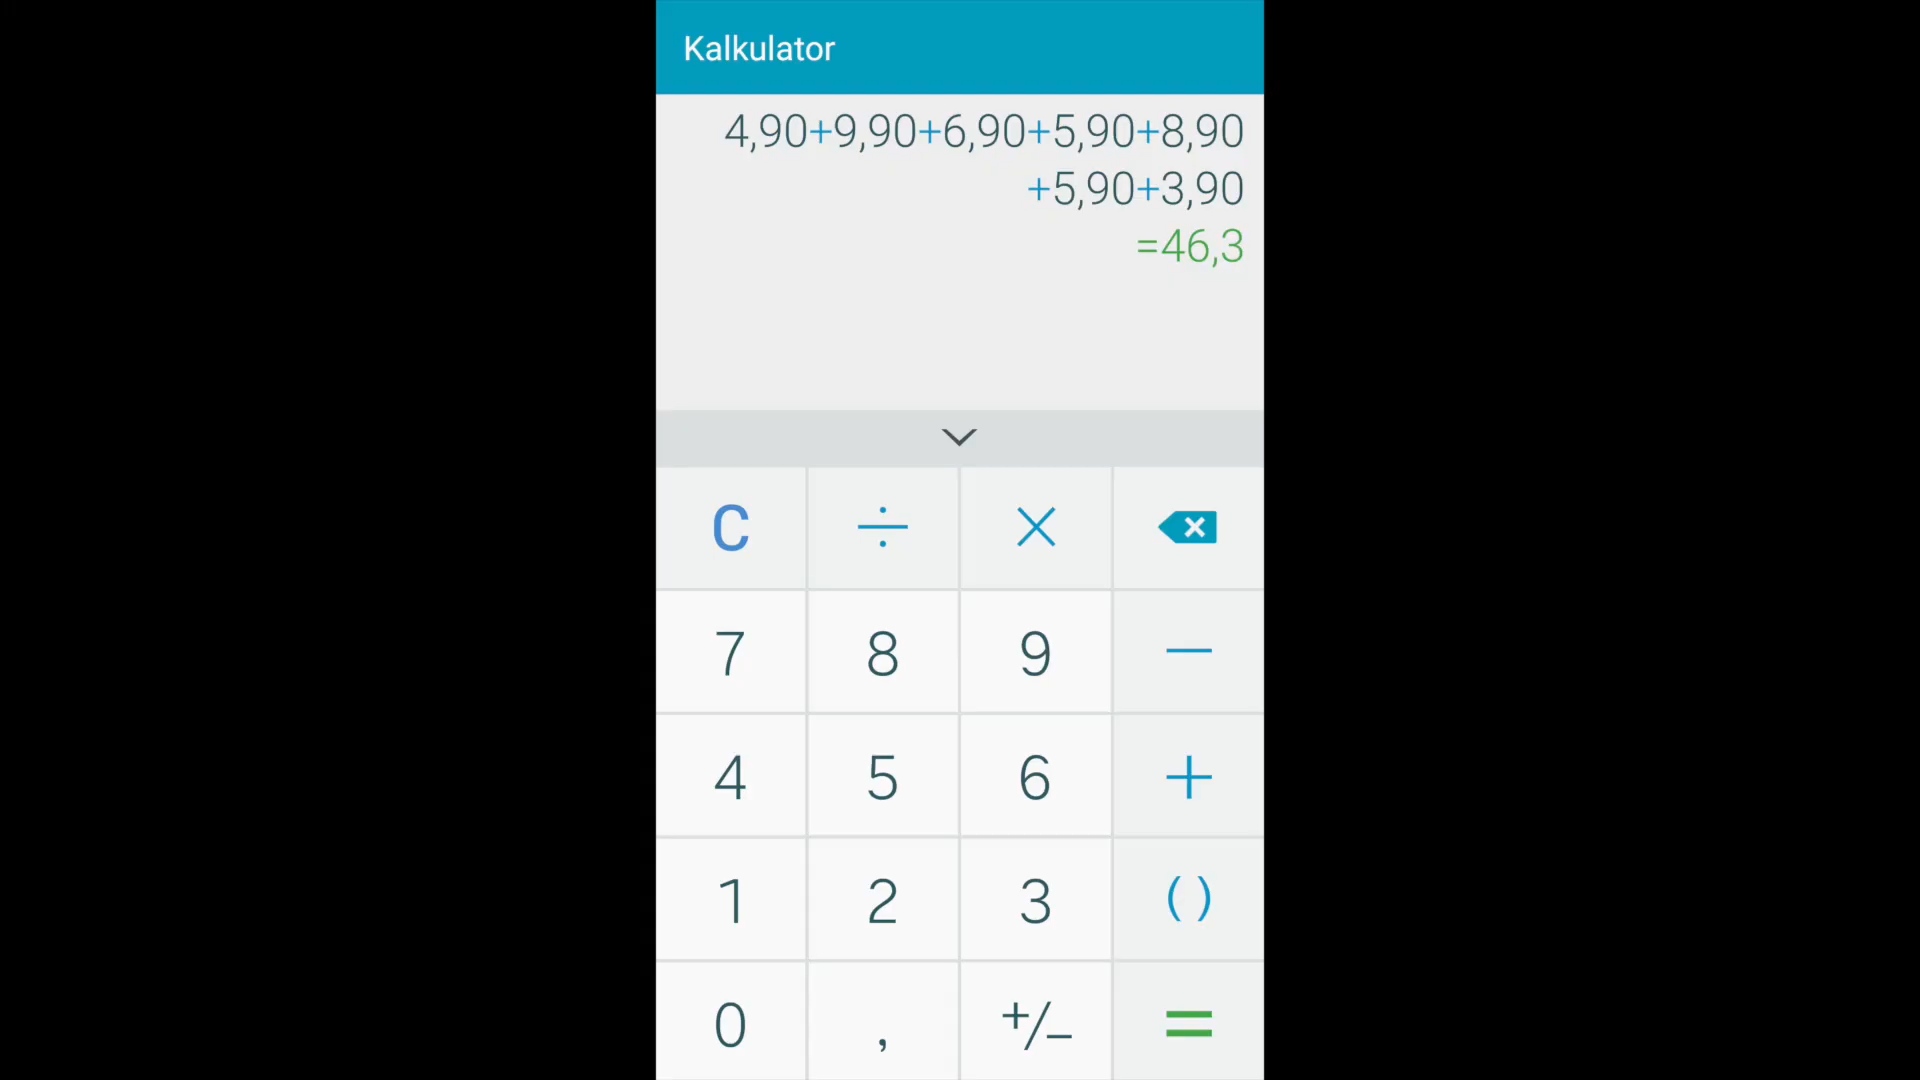 Kalkulator
4,90+9,90+6,90+5,90+8,90
+5,90+3,90
=46,3
C ÷ ×
7 8 9 −
4 5 6 +
1 2 3 ()
0 , +/− =